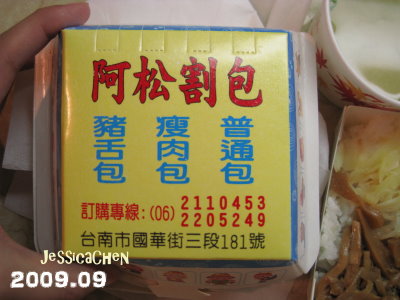 阿松割包
普通包
瘦肉包
豬舌包
訂購專線:(06) 2110453
2205249
台南市國華街三段181號
JESSiCACHEN
2009.09